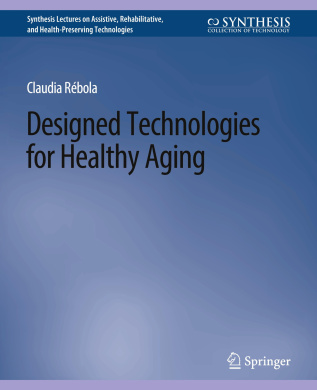 Synthesis Lectures on Assistive, Rehabilitative,
and Health-Preserving Technologies
SYNTHESIS
COLLECTION OF TECHNOLOGY
Claudia Rébola
Designed Technologies
for Healthy Aging
Springer